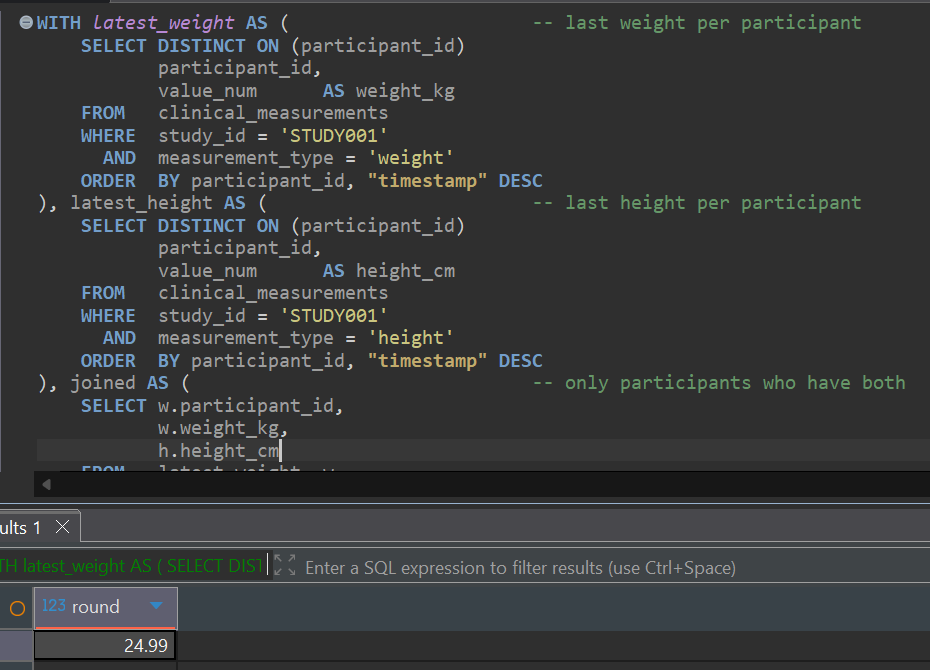 WITH latest_weight AS ( -- last weight per participant
SELECT DISTINCT ON (participant_id)
participant_id,
value_num AS weight_kg
FROM clinical_measurements
WHERE study_id = 'STUDY001'
AND measurement_type = 'weight'
ORDER BY participant_id, "timestamp" DESC
), latest_height AS ( -- last height per participant
SELECT DISTINCT ON (participant_id)
participant_id,
value_num AS height_cm
FROM clinical_measurements
WHERE study_id = 'STUDY001'
AND measurement_type = 'height'
ORDER BY participant_id, "timestamp" DESC
), joined AS ( -- only participants who have both
SELECT w.participant_id,
w.weight_kg,
h.height_cm
FROM latest_weight w
ults 1
TH latest_weight AS ( SELECT DIST Enter a SQL expression to filter results (use Ctrl+Space)
123 round
24.99